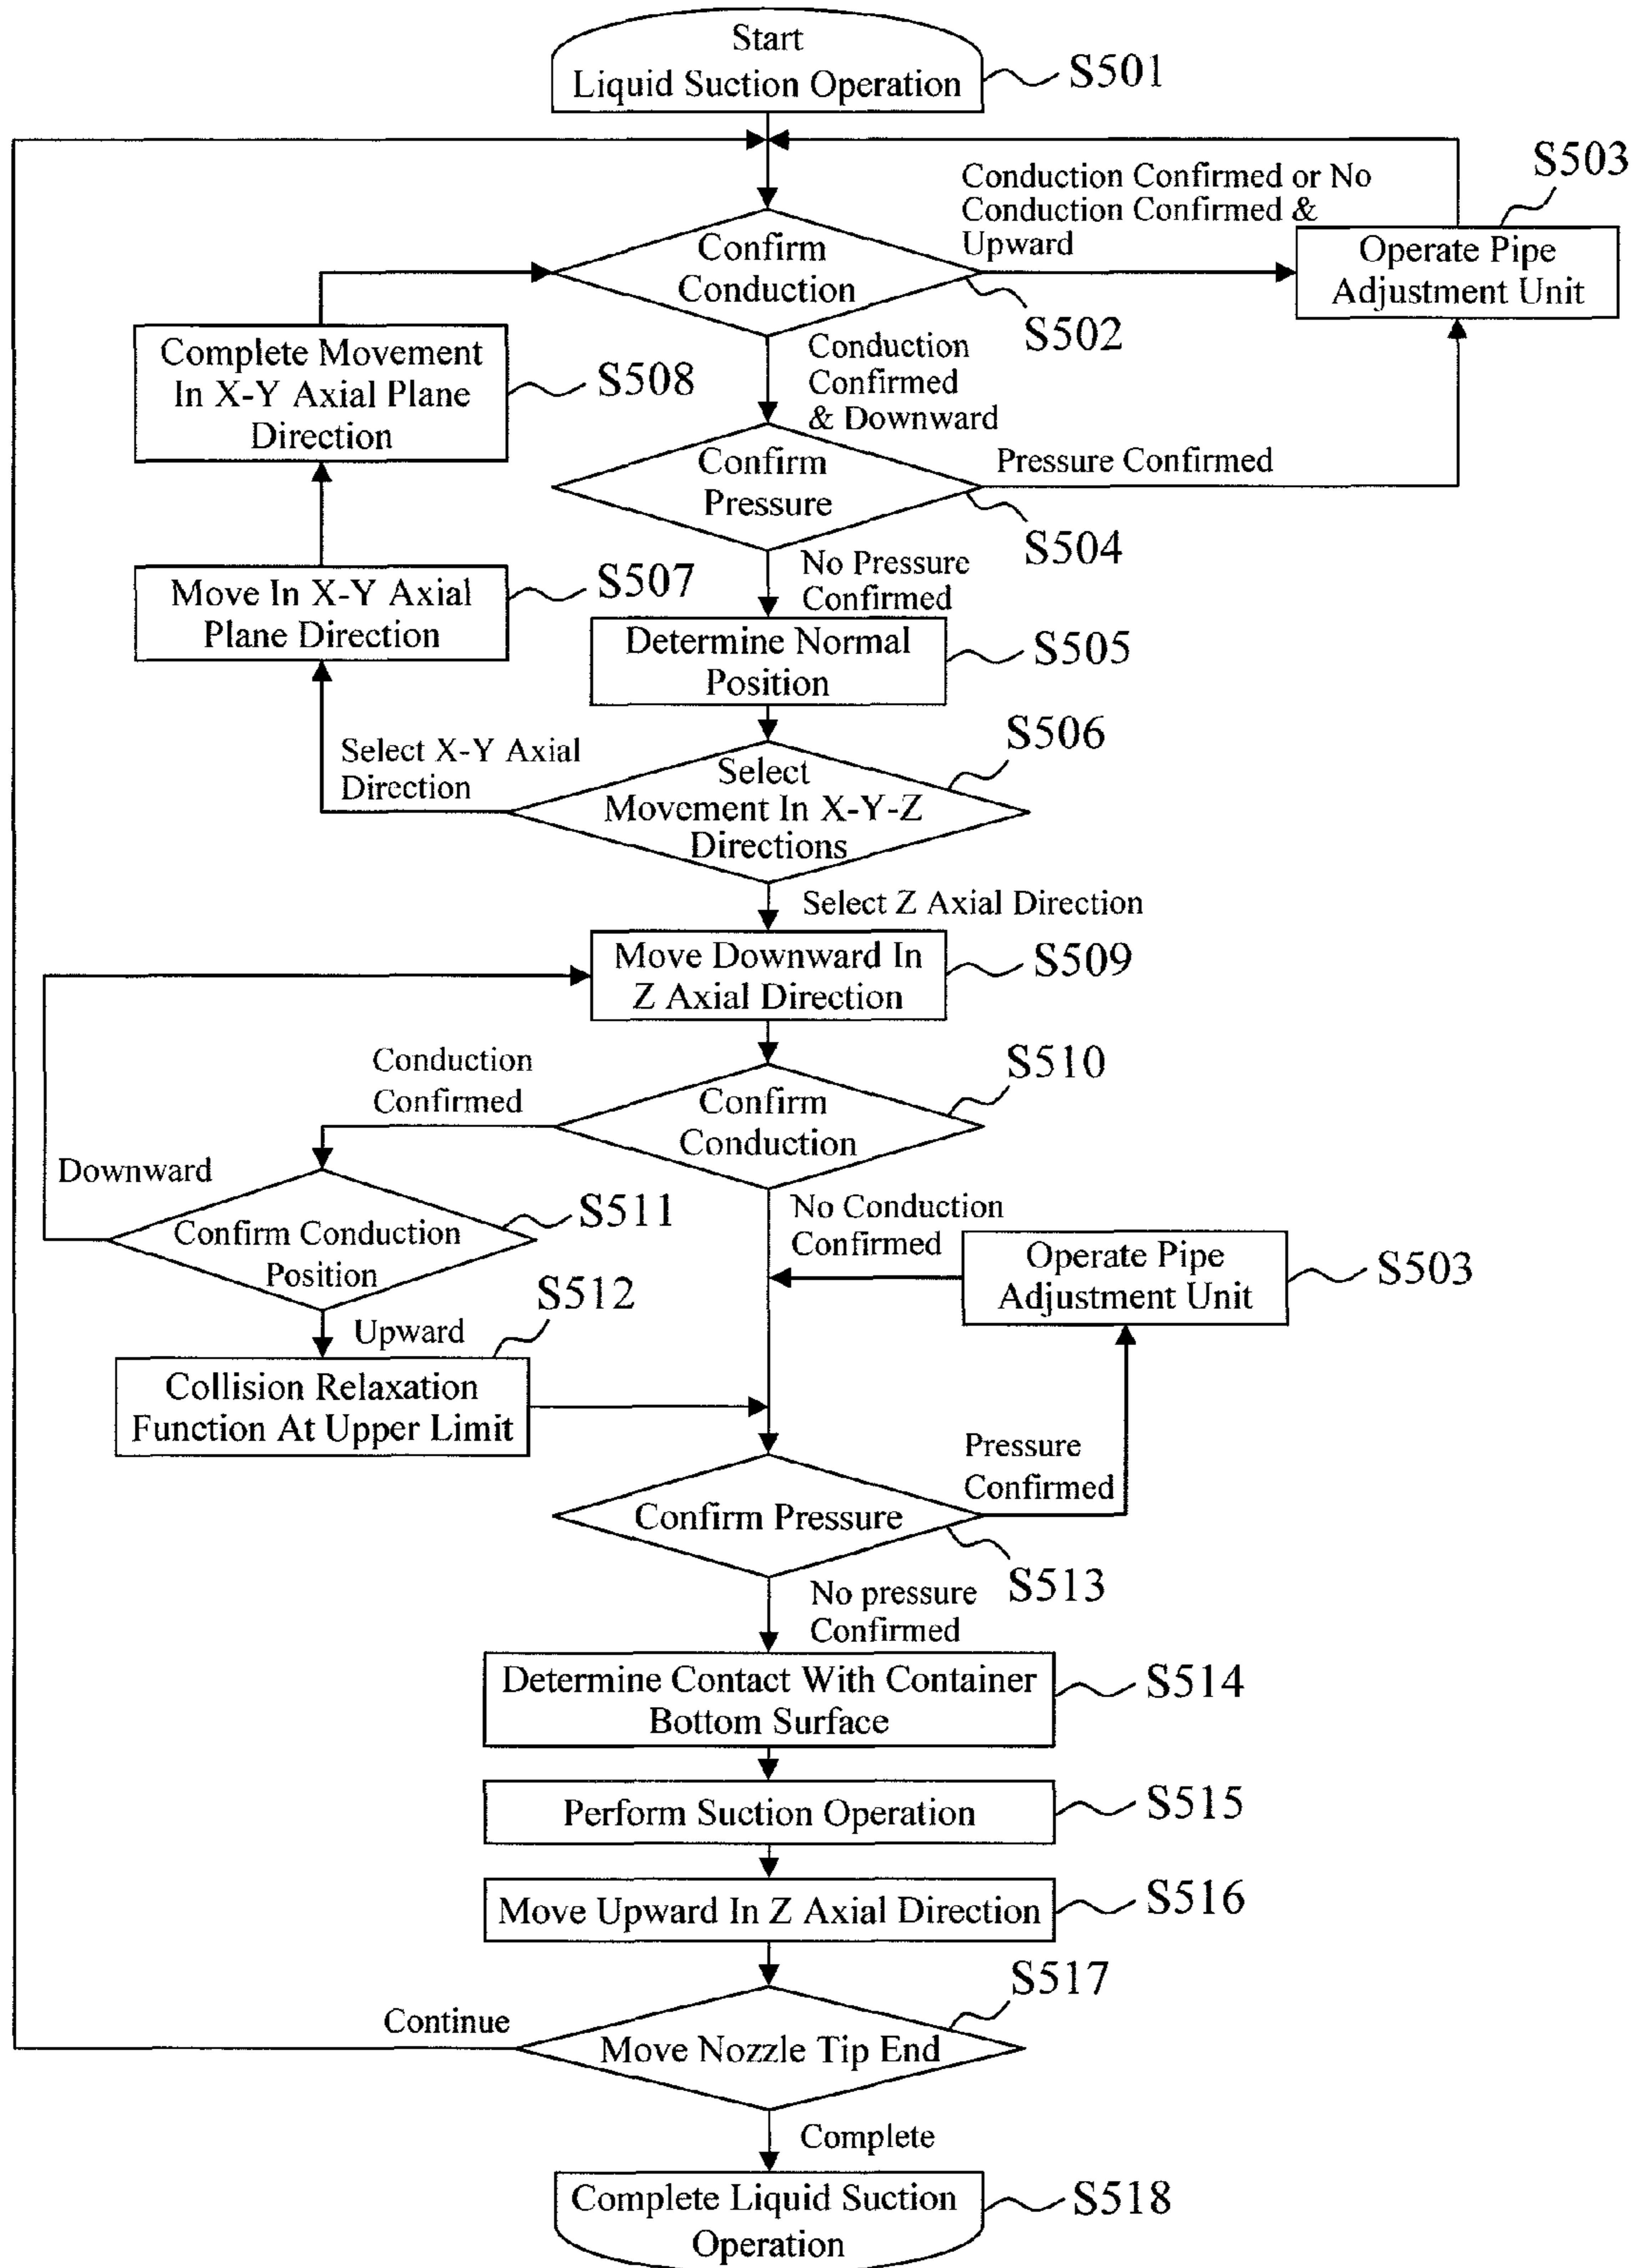 Start
Liquid Suction Operation
S501
S503
Conduction Confirmed or No
Conduction Confirmed &
Upward
Confirm
Conduction
Operate Pipe
Adjustment Unit
S502
Complete Movement
In X-Y Axial Plane
Direction
S508
Conduction
Confirmed
& Downward
Confirm
Pressure
Pressure Confirmed
S504
No Pressure
Confirmed
Move In X-Y Axial
Plane Direction
S507
Determine Normal
Position
S505
S506
Select X-Y Axial
Direction
Select
Movement In X-Y-Z
Directions
Select Z Axial Direction
Move Downward In
Z Axial Direction
S509
S510
Conduction
Confirmed
Confirm
Conduction
Downward
S511
Confirm Conduction
Position
No Conduction
Confirmed
Operate Pipe
Adjustment Unit
S503
S512
Upward
Collision Relaxation
Function At Upper Limit
Pressure
Confirmed
Confirm Pressure
S513
No pressure
Confirmed
Determine Contact With Container
Bottom Surface
S514
Perform Suction Operation
S515
Move Upward In Z Axial Direction
S516
S517
Continue
Move Nozzle Tip End
Complete
Complete Liquid Suction
Operation
S518